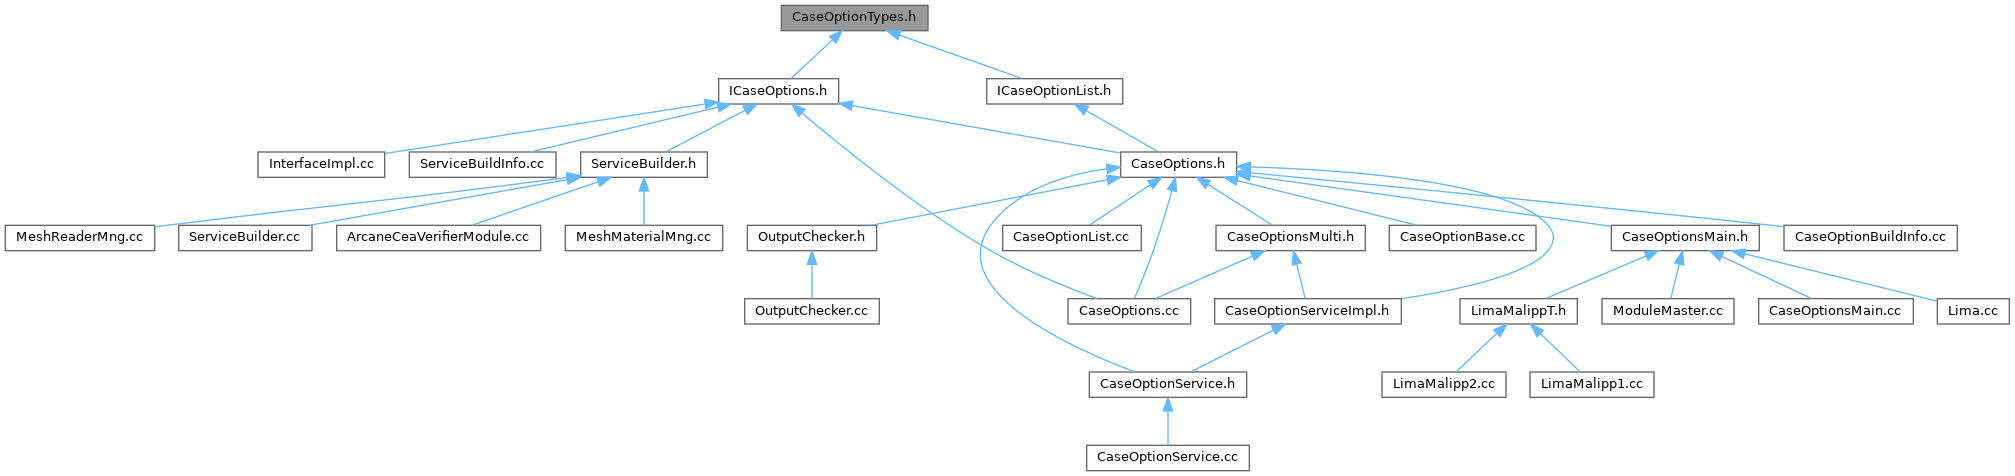 CaseOptionTypes.h
ICaseOptions.h
ICaseOptionList.h
InterfaceImpl.cc
ServiceBuildInfo.cc
ServiceBuilder.h
CaseOptions.h
MeshReaderMng.cc
ServiceBuilder.cc
ArcaneCeaVerifierModule.cc
MeshMaterialMng.cc
OutputChecker.h
CaseOptionList.cc
CaseOptionsMulti.h
CaseOptionBase.cc
CaseOptionsMain.h
CaseOptionBuildInfo.cc
OutputChecker.cc
CaseOptions.cc
CaseOptionServiceImpl.h
LimaMalippT.h
ModuleMaster.cc
CaseOptionsMain.cc
Lima.cc
CaseOptionService.h
LimaMalipp2.cc
LimaMalipp1.cc
CaseOptionService.cc